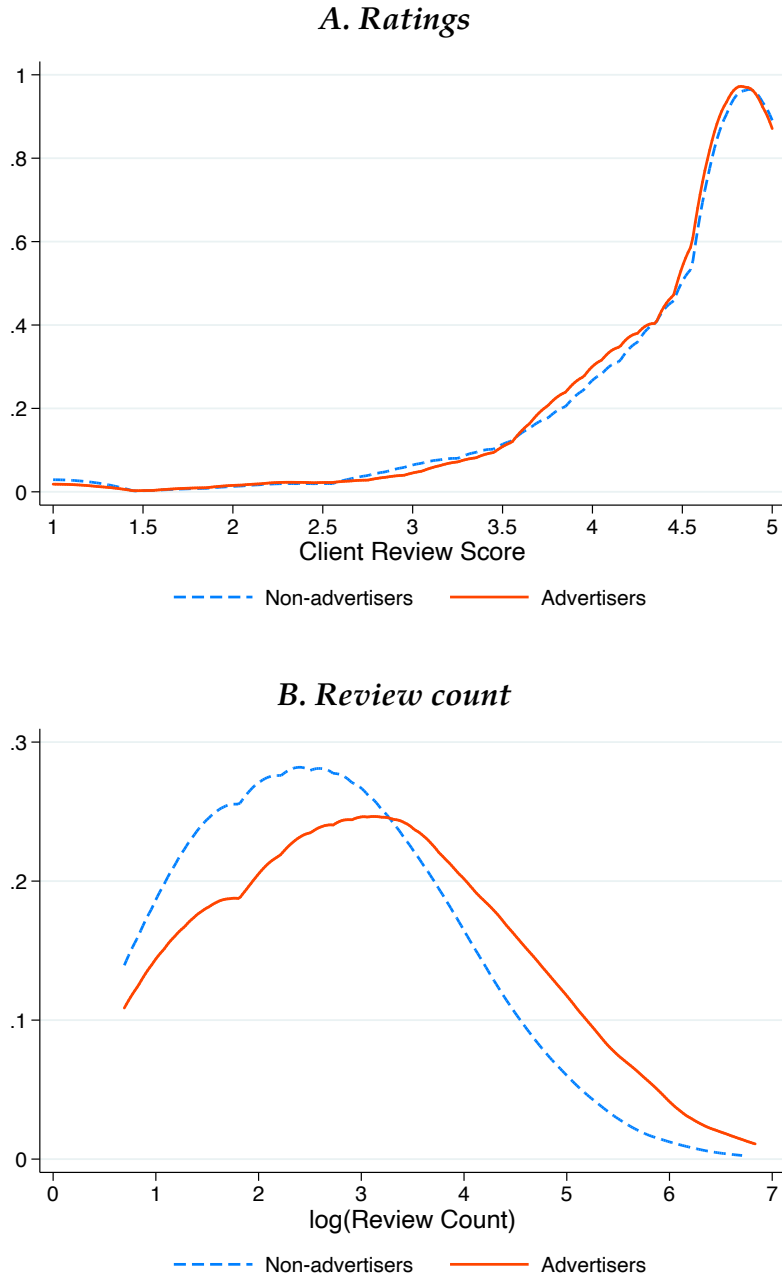 A. Ratings
1
.8
.6
.4
.2
0
1 1.5 2 2.5 3 3.5 4 4.5 5
Client Review Score
Non-advertisers Advertisers
B. Review count
.3
.2
.1
0
0 1 2 3 4 5 6 7
log(Review Count)
Non-advertisers Advertisers